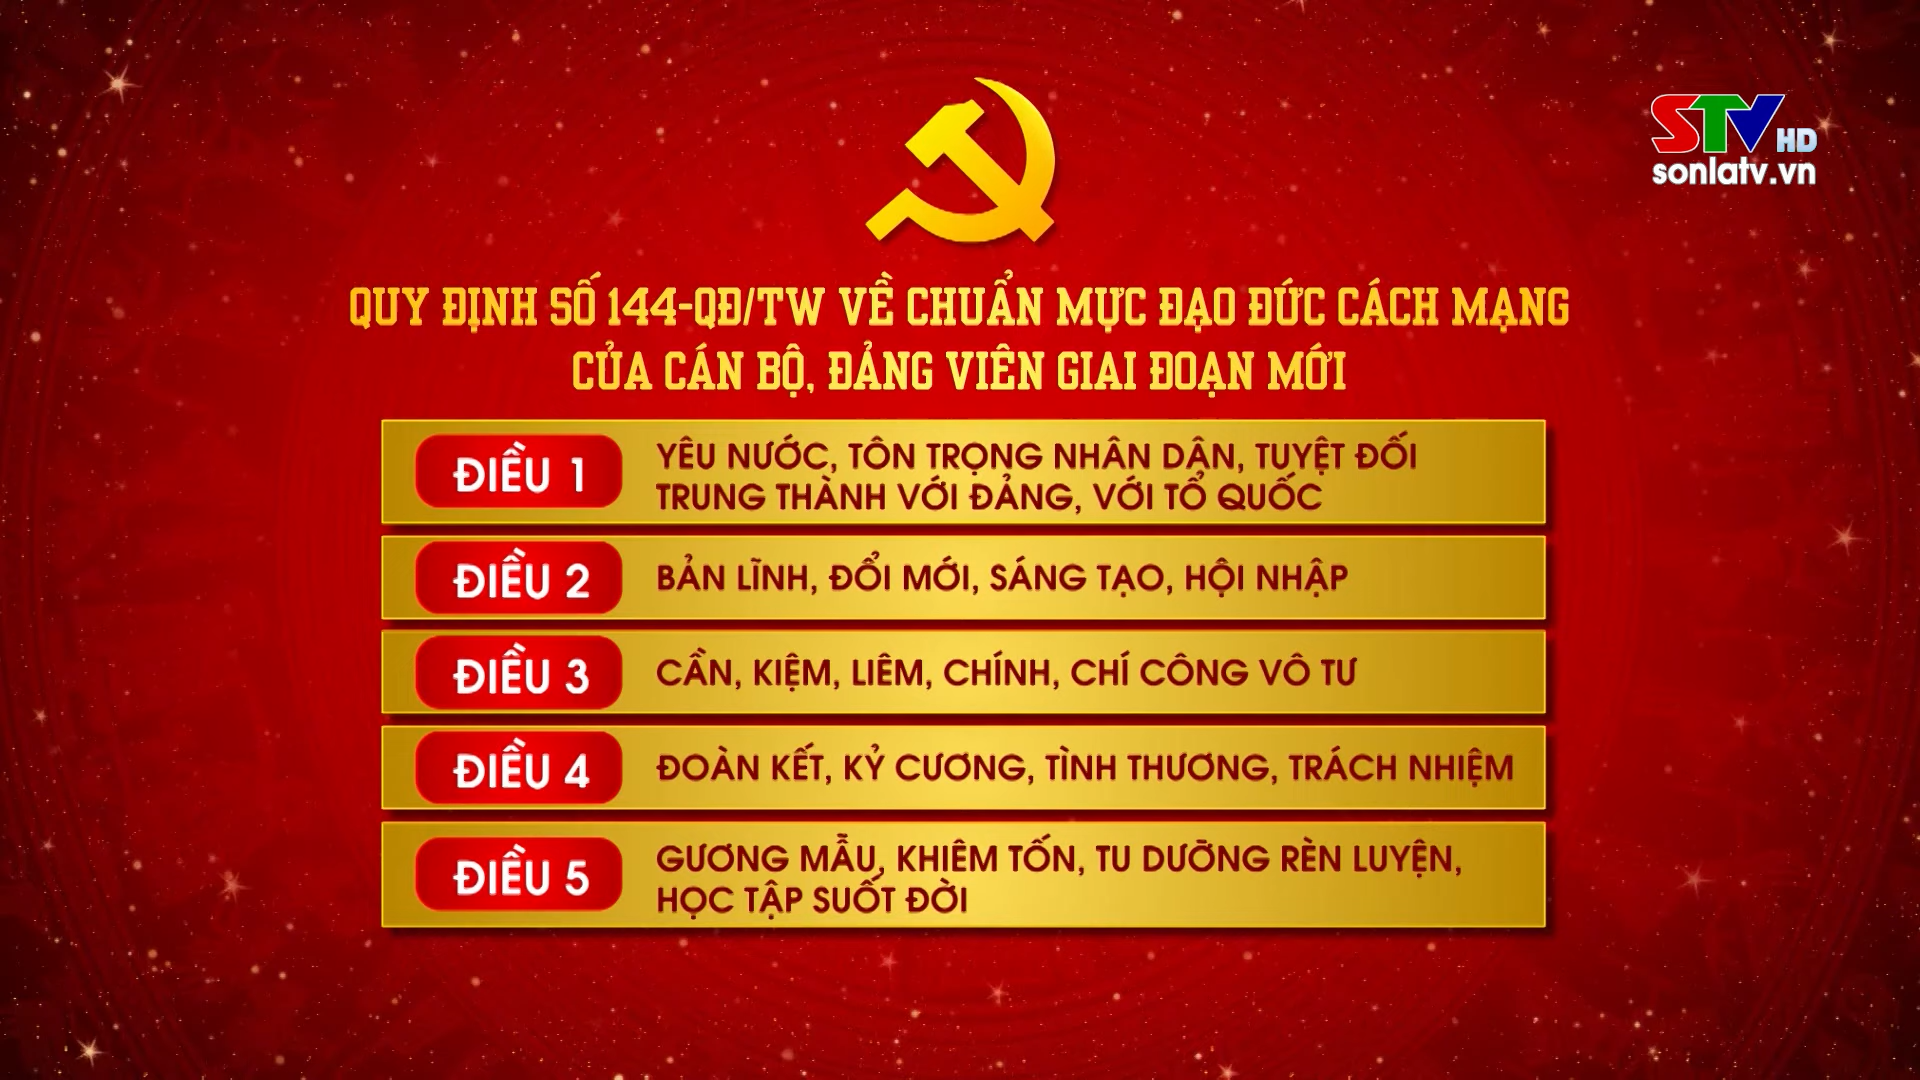 STV HD
sonlatv.vn
QUY ĐỊNH SỐ 144-QĐ/TW VỀ CHUẨN MỰC ĐẠO ĐỨC CÁCH MẠNG
CỦA CÁN BỘ, ĐẢNG VIÊN GIAI ĐOẠN MỚI
ĐIỀU 1
YÊU NƯỚC, TÔN TRỌNG NHÂN DÂN, TUYỆT ĐỐI
TRUNG THÀNH VỚI ĐẢNG, VỚI TỔ QUỐC
ĐIỀU 2
BẢN LĨNH, ĐỔI MỚI, SÁNG TẠO, HỘI NHẬP
ĐIỀU 3
CẦN, KIỆM, LIÊM, CHÍNH, CHÍ CÔNG VÔ TƯ
ĐIỀU 4
ĐOÀN KẾT, KỶ CƯƠNG, TÌNH THƯƠNG, TRÁCH NHIỆM
ĐIỀU 5
GƯƠNG MẪU, KHIÊM TỐN, TU DƯỠNG RÈN LUYỆN,
HỌC TẬP SUỐT ĐỜI